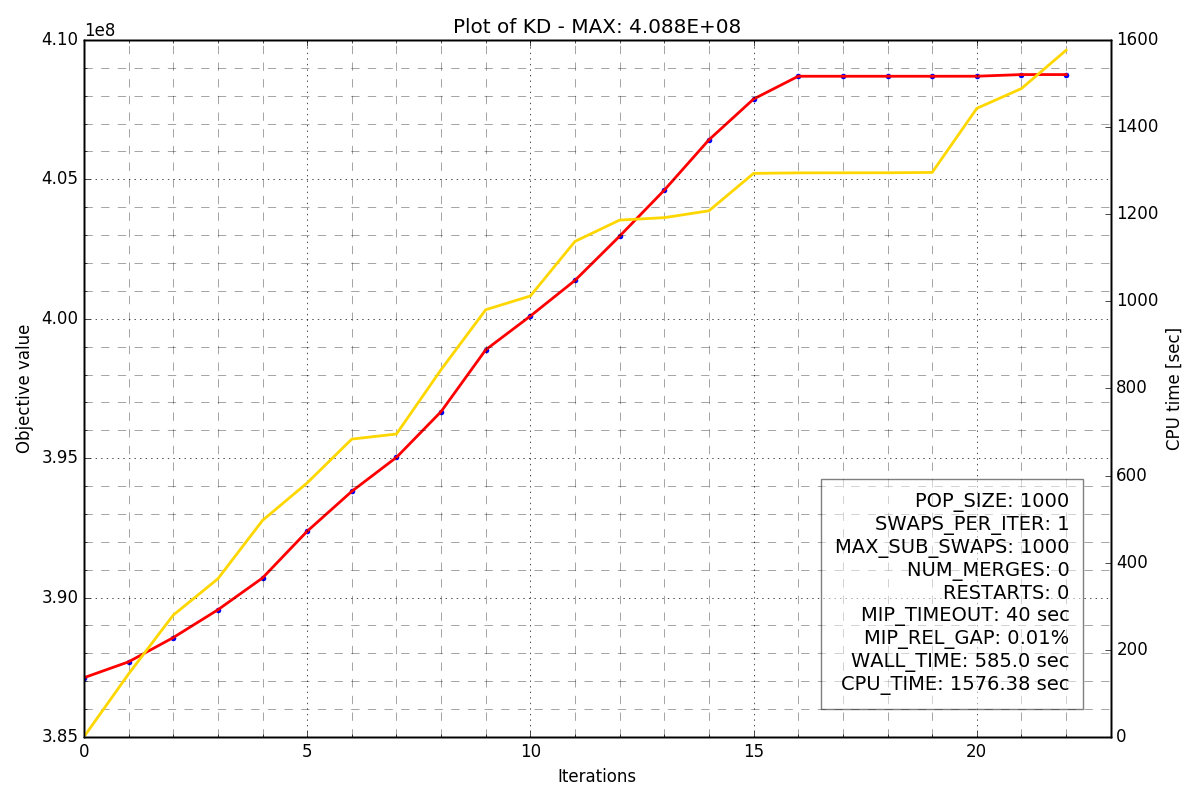 Plot of KD - MAX: 4.088E+08
1e8
4.10
4.05
4.00
3.95
3.90
3.85
Objective value
1600
1400
1200
1000
800
600
400
200
0
CPU time [sec]
POP_SIZE: 1000
SWAPS_PER_ITER: 1
MAX_SUB_SWAPS: 1000
NUM_MERGES: 0
RESTARTS: 0
MIP_TIMEOUT: 40 sec
MIP_REL_GAP: 0.01%
WALL_TIME: 585.0 sec
CPU_TIME: 1576.38 sec
0 5 10 15 20
Iterations